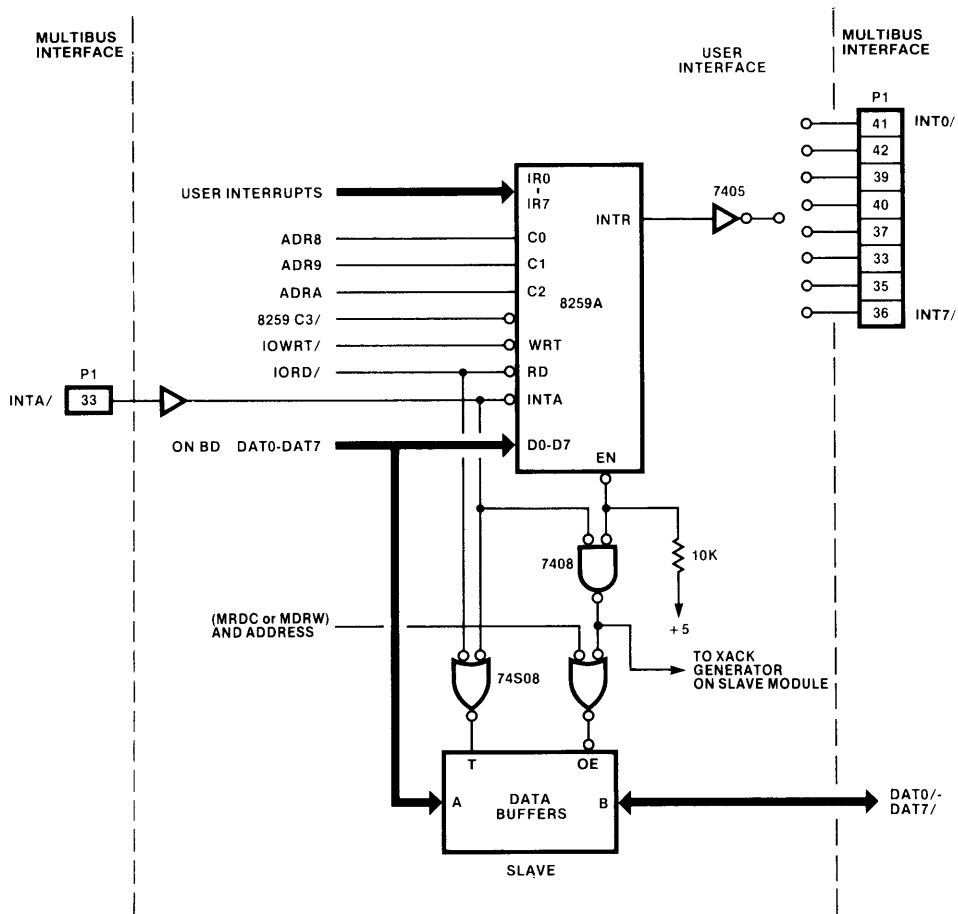 MULTIBUS
INTERFACE
USER
INTERFACE
MULTIBUS
INTERFACE
P1
41 INT0/
42
39
40
37
33
35
36 INT7/
USER INTERRUPTS
IR0
IR7
7405
INTR
ADR8
C0
ADR9
C1
ADRA
C2
8259A
8259 C3/
IOWRT/
WRT
IORD/
RD
P1
INTA/
33
INTA
ON BD DAT0-DAT7
D0-D7
EN
7408
10K
+5
(MRDC or MDRW)
AND ADDRESS
TO XACK
GENERATOR
ON SLAVE MODULE
74S08
T
OE
A
DATA
BUFFERS
B
DAT0/-
DAT7/
SLAVE